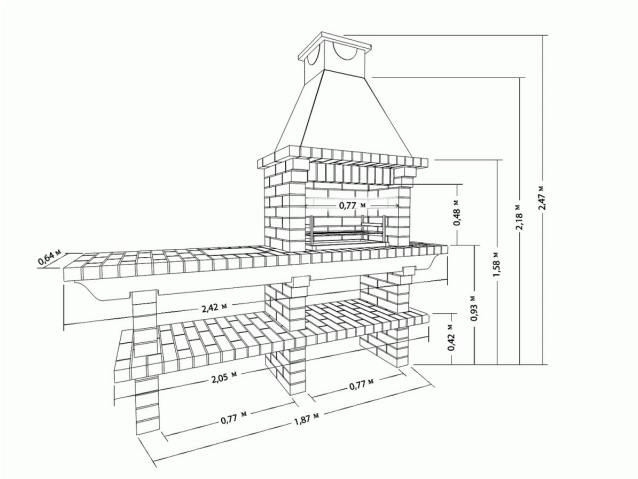 0,77 м
0,64 м
0,48 м
2,47 м
2,18 м
1,58 м
0,93 м
2,42 м
0,42 м
2,05 м
0,77 м
0,77 м
1,87 м